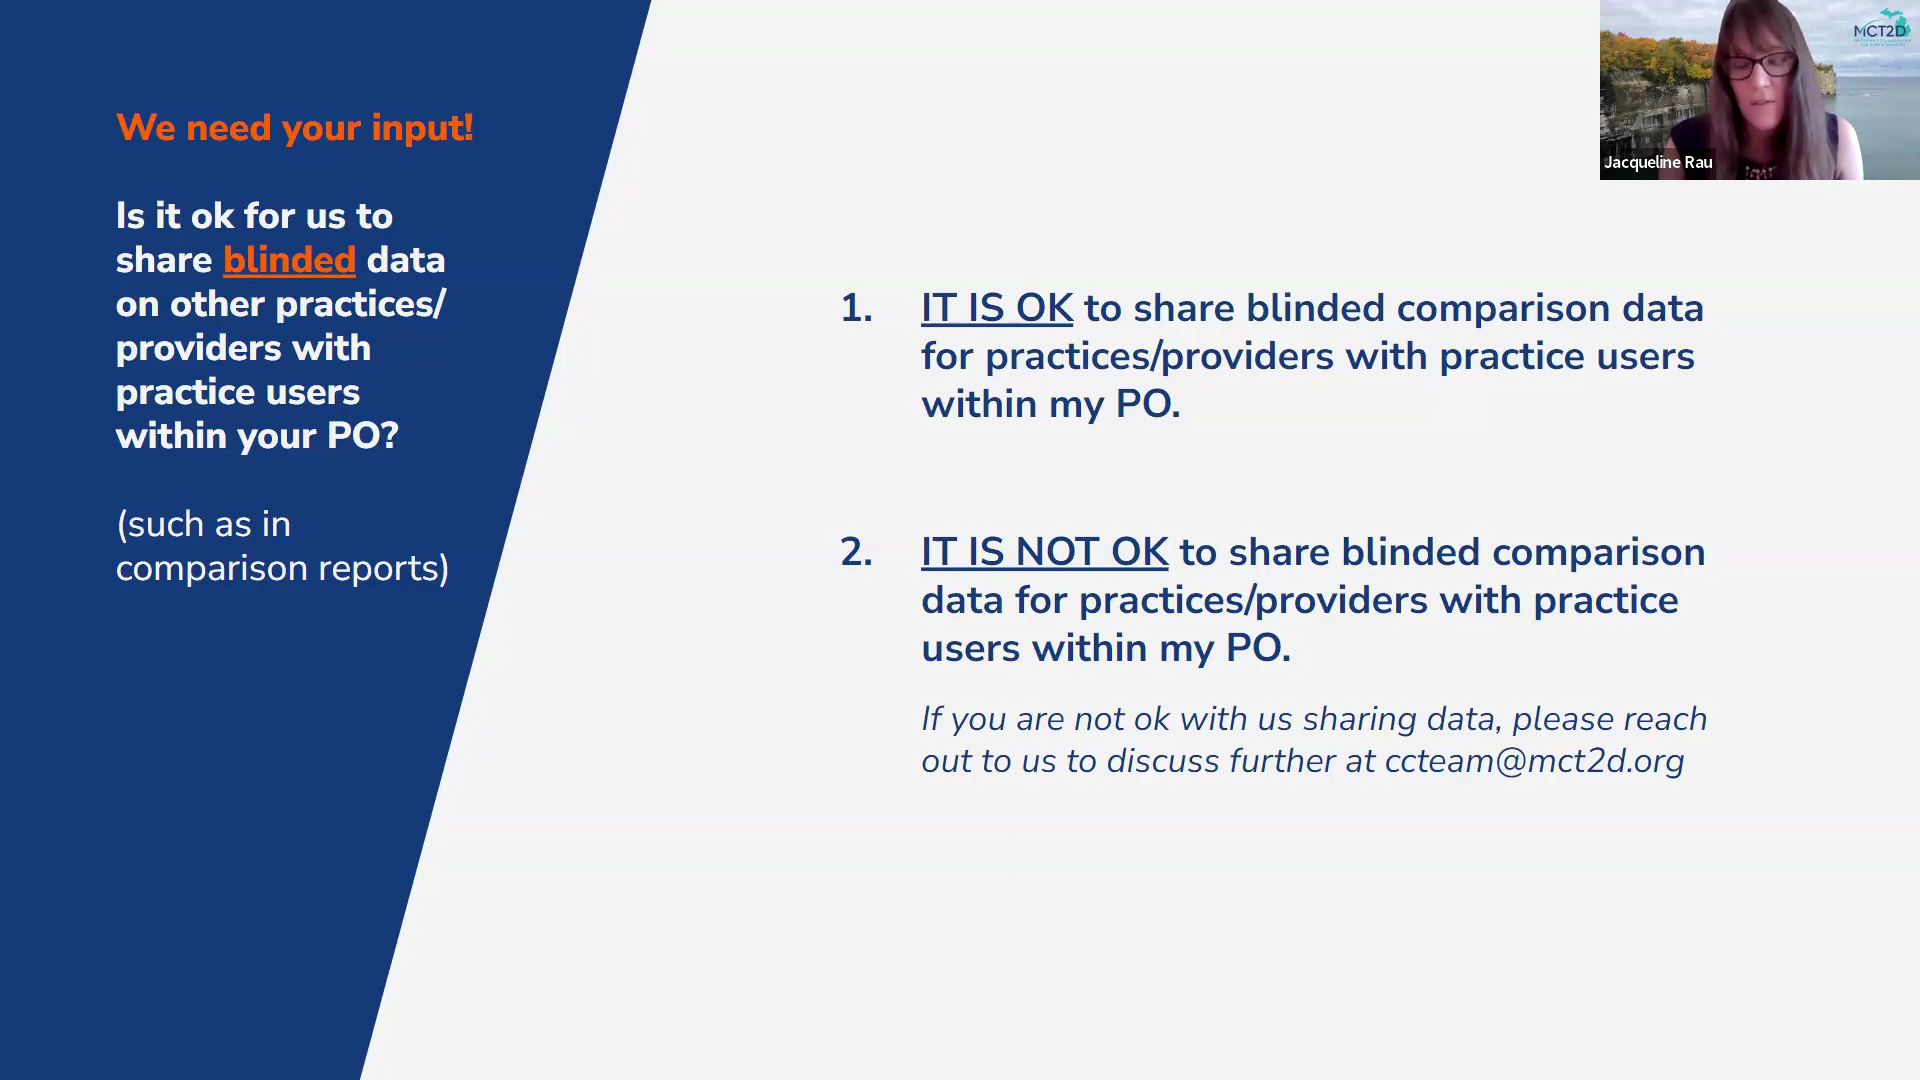 We need your input!
Is it ok for us to
share blinded data
on other practices/
providers with
practice users
within your PO?
(such as in
comparison reports)
1. IT IS OK to share blinded comparison data
for practices/providers with practice users
within my PO.
2. IT IS NOT OK to share blinded comparison
data for practices/providers with practice
users within my PO.
If you are not ok with us sharing data, please reach
out to us to discuss further at ccteam@mct2d.org
MCT2D
Jacqueline Rau